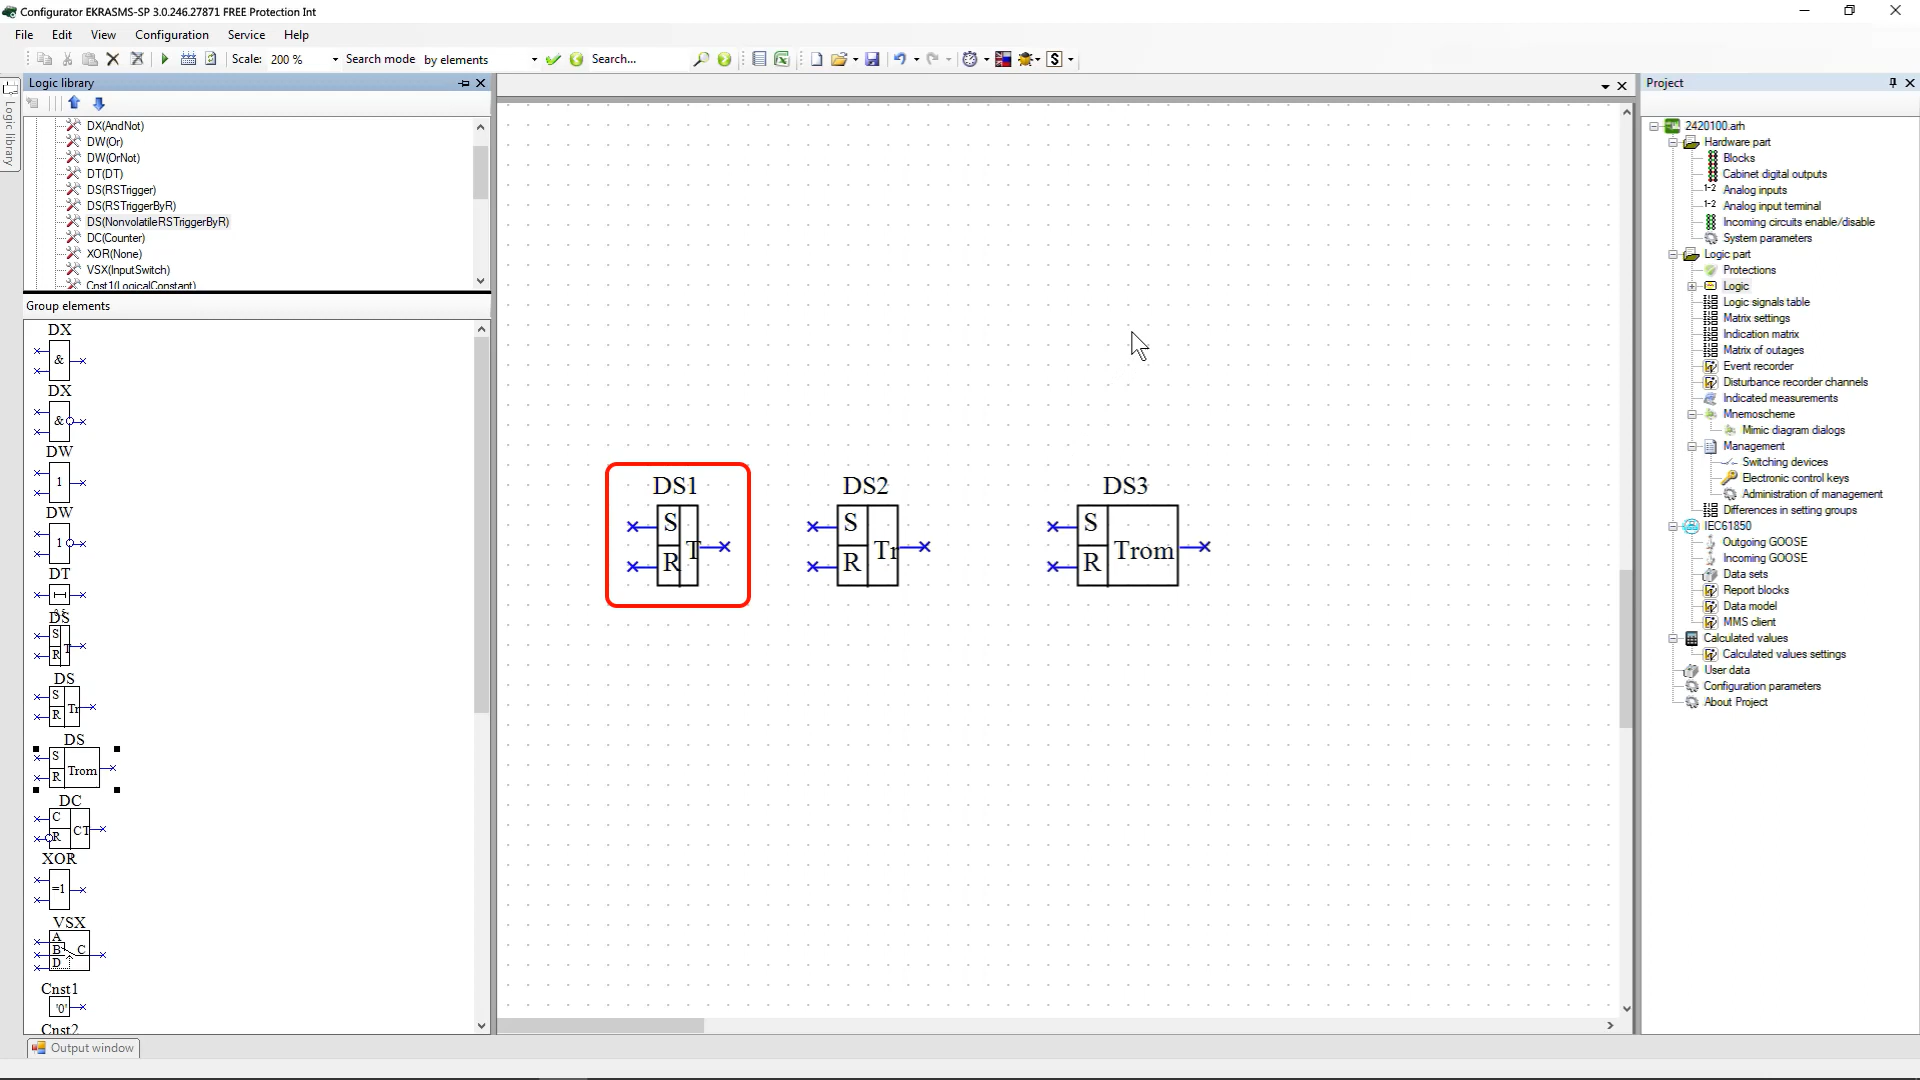 Configurator EKRASMS-SP 3.0.246.27871 FREE Protection Int
File Edit View Configuration Service Help
Scale: 200 % Search mode by elements Search...
Logic library
Logic library
DX(AndNot)
DW(Or)
DW(OrNot)
DT(DT)
DS(RSTrigger)
DS(RSTriggerByR)
DS(NonvolatileRSTriggerByR)
DC(Counter)
XOR(None)
VSX(InputSwitch)
Cnst1(LogicalConstant)
Group elements
DX
&
DX
&
DW
1
DW
1
DT
DS
S
T
R
DS
S
Tr
R
DS
S
Trom
R
DC
C
CT
R
XOR
=1
VSX
A
B C
D
Cnst1
'0'
Cnst2
DS1
S
T
R
DS2
S
Tr
R
DS3
S
Trom
R
Project
2420100.arh
Hardware part
Blocks
Cabinet digital outputs
1-2 Analog inputs
1-2 Analog input terminal
Incoming circuits enable/disable
System parameters
Logic part
Protections
Logic
Logic signals table
Matrix settings
Indication matrix
Matrix of outages
Event recorder
Disturbance recorder channels
Indicated measurements
Mnemoscheme
Mimic diagram dialogs
Management
Switching devices
Electronic control keys
Administration of management
Differences in setting groups
IEC61850
Outgoing GOOSE
Incoming GOOSE
Data sets
Report blocks
Data model
MMS client
Calculated values
Calculated values settings
User data
Configuration parameters
About Project
Output window